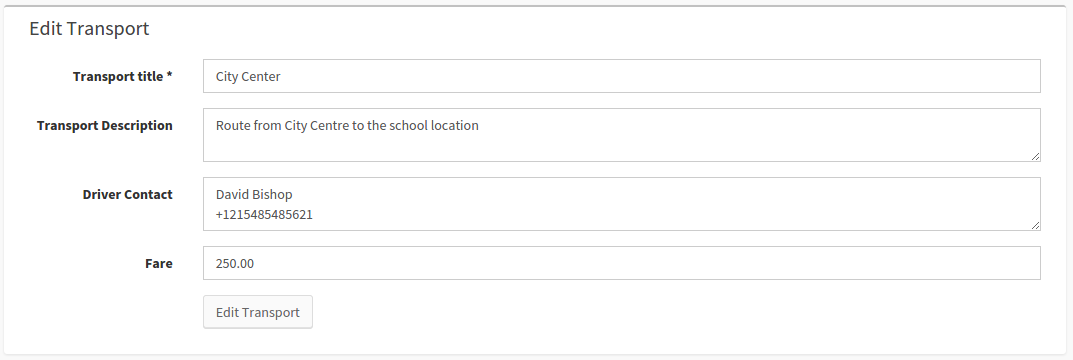 Edit Transport
Transport title *
City Center
Transport Description
Route from City Centre to the school location
Driver Contact
David Bishop
+1215485485621
Fare
250.00
Edit Transport